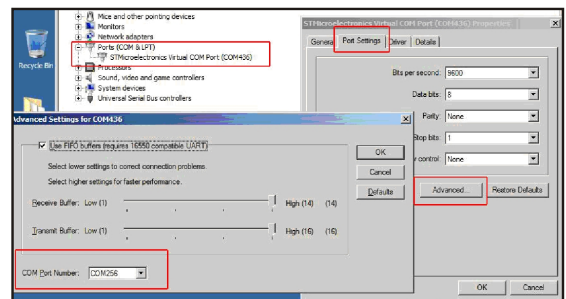 Mice and other pointing devices
Monitors
Network adapters
Ports (COM & LPT)
STMicroelectronics Virtual COM Port (COM436)
Processors
Sound, video and game controllers
System devices
Universal Serial Bus controllers
Recycle Bin
STMicroelectronics Virtual COM Port (COM436) Properties
General
Port Settings
Driver
Details
Bits per second: 9600
Data bits: 8
Parity: None
Stop bits: 1
control: None
Advanced...
Restore Defaults
OK
Cancel
Advanced Settings for COM436
Use FIFO buffers (requires 16550 compatible UART)
Select lower settings to correct connection problems.
Select higher settings for faster performance.
Receive Buffer: Low (1) High (14) (14)
Transmit Buffer: Low (1) High (16) (16)
COM Port Number: COM256
OK
Cancel
Defaults